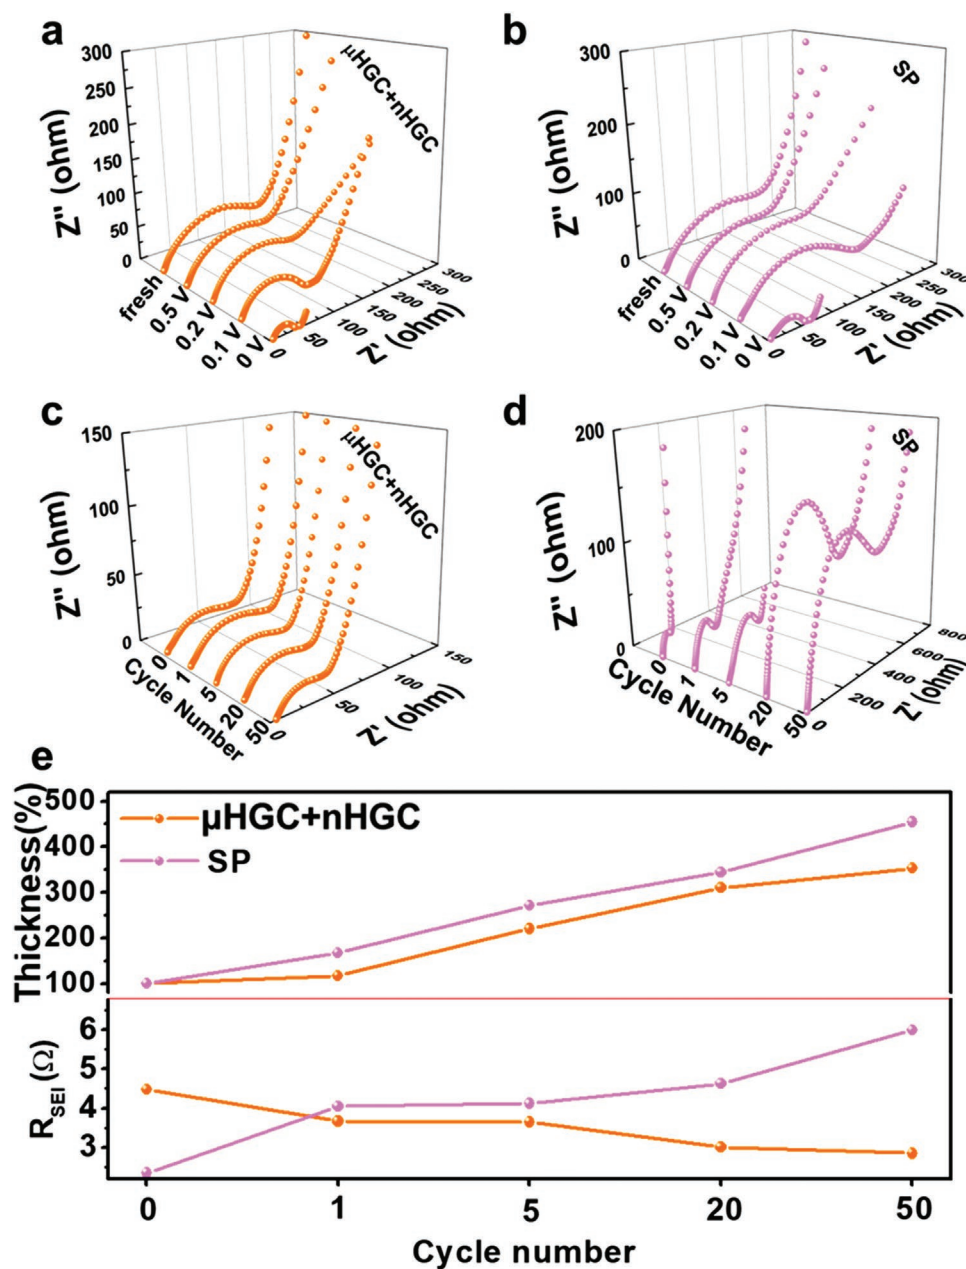 a
μHGC+nHGC
Z'' (ohm)
300
250
200
150
100
50
0
fresh
0.5 V
0.2 V
0.1 V
0 V
0
50
100
150
200
250
300
Z' (ohm)
b
SP
Z'' (ohm)
300
200
100
0
fresh
0.5 V
0.2 V
0.1 V
0 V
0
50
100
150
200
250
300
Z' (ohm)
c
μHGC+nHGC
Z'' (ohm)
150
100
50
0
0
1
5
20
50
Cycle Number
0
50
100
150
Z' (ohm)
d
SP
Z'' (ohm)
200
100
0
0
1
5
20
50
Cycle Number
0
200
400
600
800
Z' (ohm)
e
Thickness(%)
500
400
300
200
100
μHGC+nHGC
SP
R_SEI (Ω)
6
5
4
3
0
1
5
20
50
Cycle number